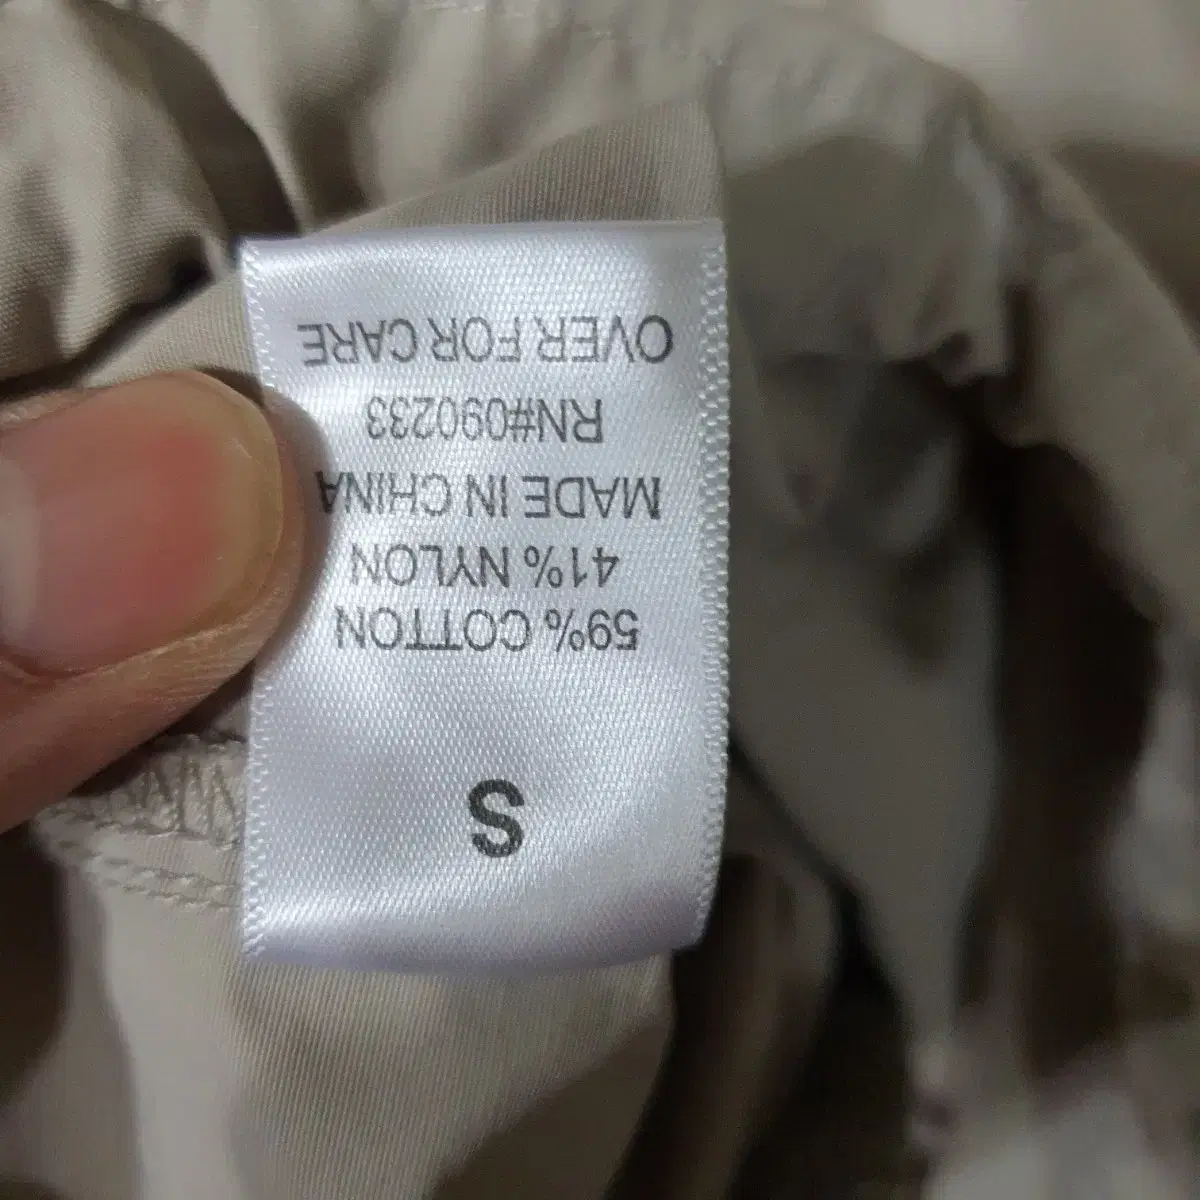 S
59% COTTON
41% NYLON
MADE IN CHINA
RN#090233
OVER FOR CARE